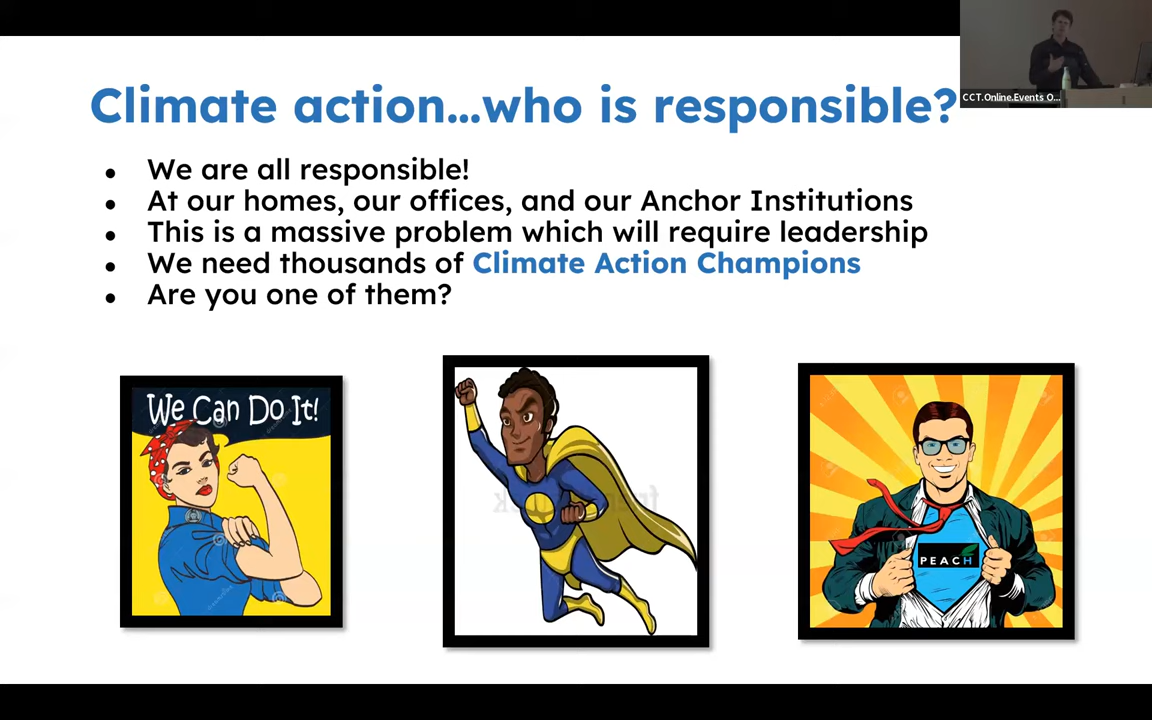 Climate action...who is responsible?
CCT.Online.Events O...
● We are all responsible!
● At our homes, our offices, and our Anchor Institutions
● This is a massive problem which will require leadership
● We need thousands of Climate Action Champions
● Are you one of them?
We Can Do It!
PEACH